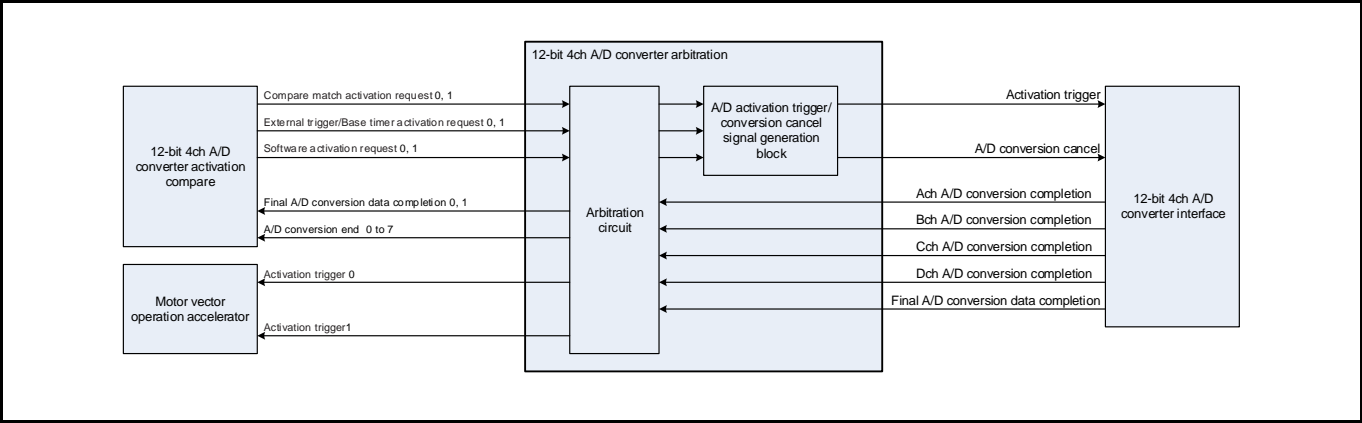 12-bit 4ch A/D converter arbitration
12-bit 4ch A/D
converter activation
compare
Compare match activation request 0, 1
External trigger/Base timer activation request 0, 1
Software activation request 0, 1
Final A/D conversion data completion 0, 1
A/D conversion end 0 to 7
Motor vector
operation accelerator
Activation trigger 0
Activation trigger1
Arbitration
circuit
A/D activation trigger/
conversion cancel
signal generation
block
Activation trigger
A/D conversion cancel
Ach A/D conversion completion
Bch A/D conversion completion
Cch A/D conversion completion
Dch A/D conversion completion
Final A/D conversion data completion
12-bit 4ch A/D
converter interface